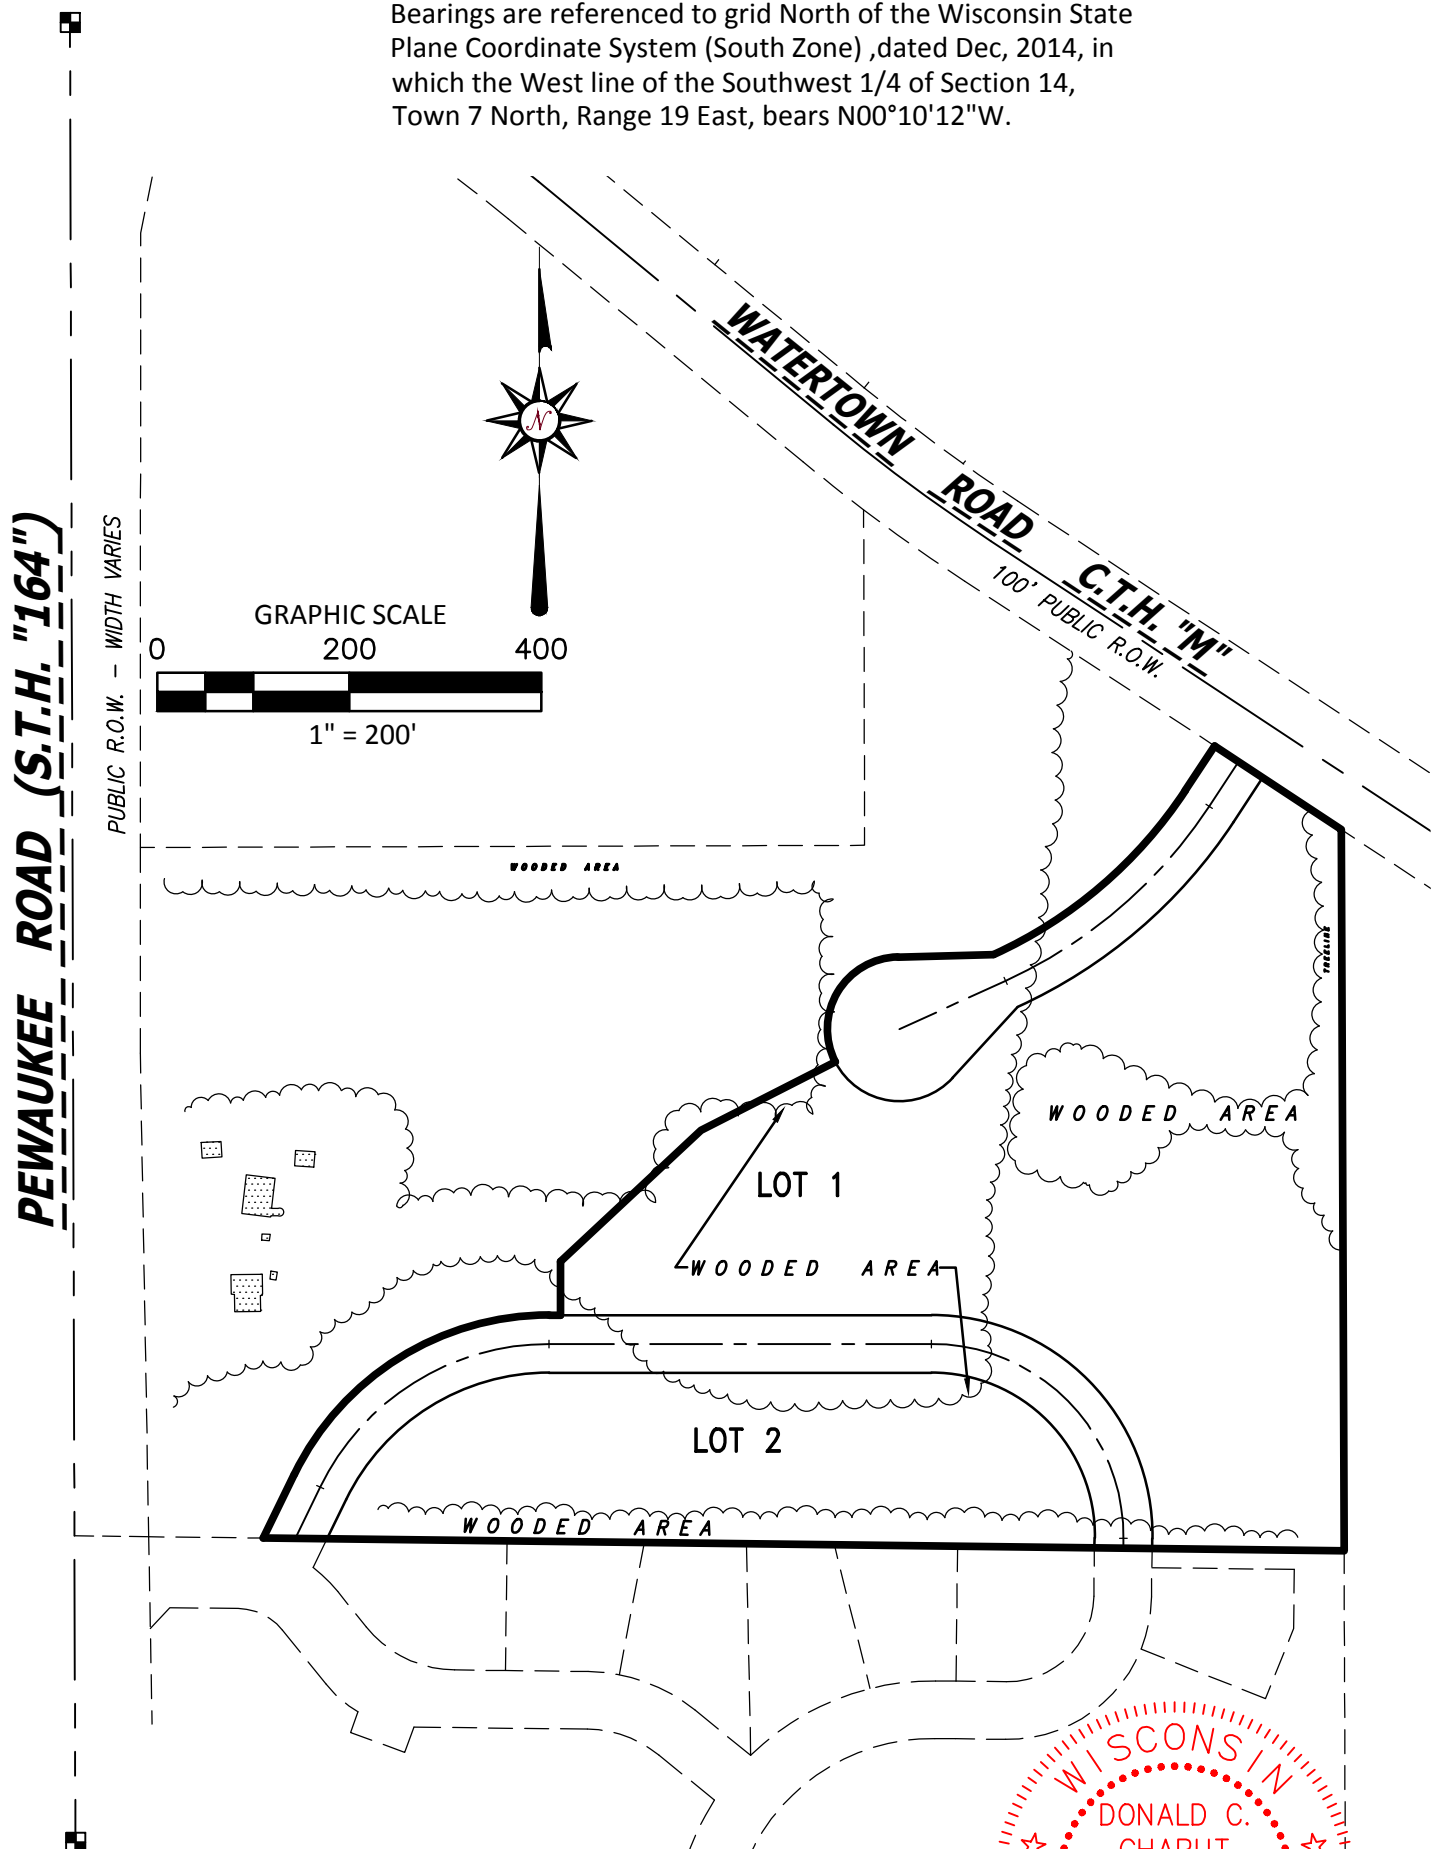 Bearings are referenced to grid North of the Wisconsin State
Plane Coordinate System (South Zone) ,dated Dec, 2014, in
which the West line of the Southwest 1/4 of Section 14,
Town 7 North, Range 19 East, bears N00°10'12"W.
WATERTOWN ROAD C.T.H. "M"
100' PUBLIC R.O.W.
N
PEWAUKEE ROAD (S.T.H. "164")
PUBLIC R.O.W. - WIDTH VARIES
GRAPHIC SCALE
0 200 400
1" = 200'
WOODED AREA
TREELINE
WOODED AREA
LOT 1
WOODED AREA
LOT 2
WOODED AREA
WISCONSIN
DONALD C.
CHAPUT